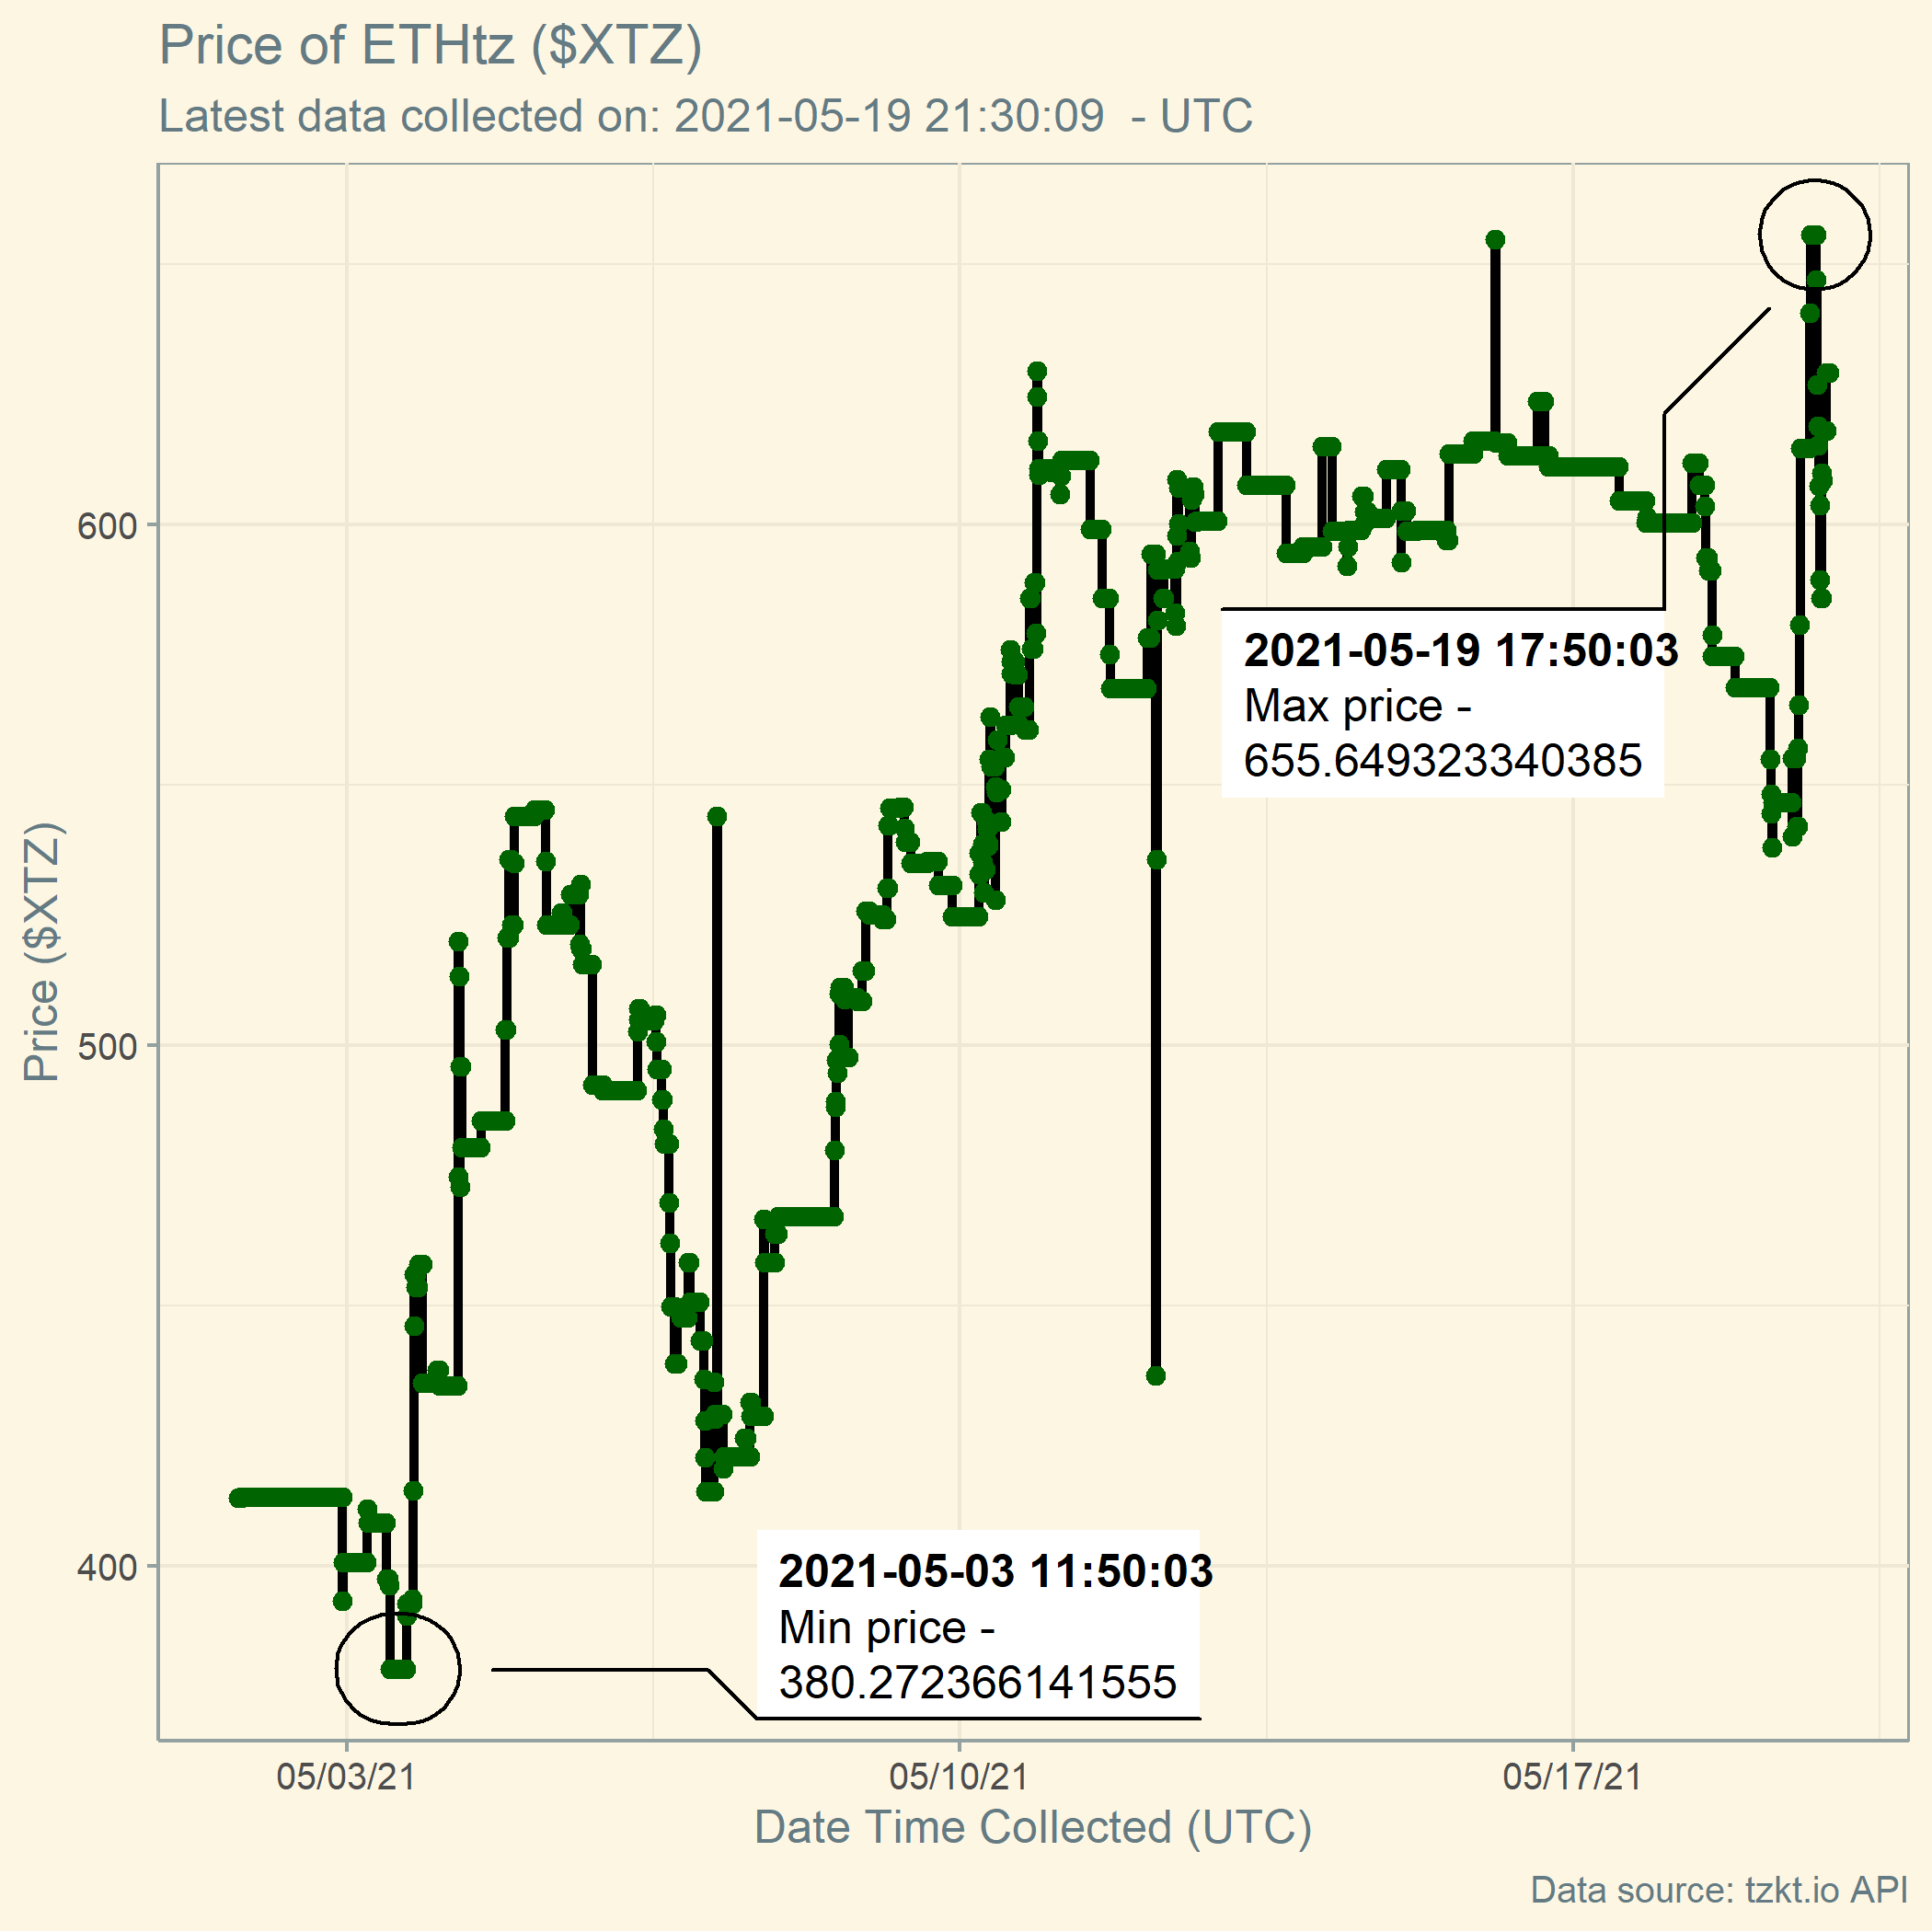 Price of ETHtz ($XTZ)
Latest data collected on: 2021-05-19 21:30:09  - UTC
Price ($XTZ)
600
500
400
2021-05-19 17:50:03
Max price -
655.649323340385
2021-05-03 11:50:03
Min price -
380.272366141555
05/03/21
05/10/21
05/17/21
Date Time Collected (UTC)
Data source: tzkt.io API